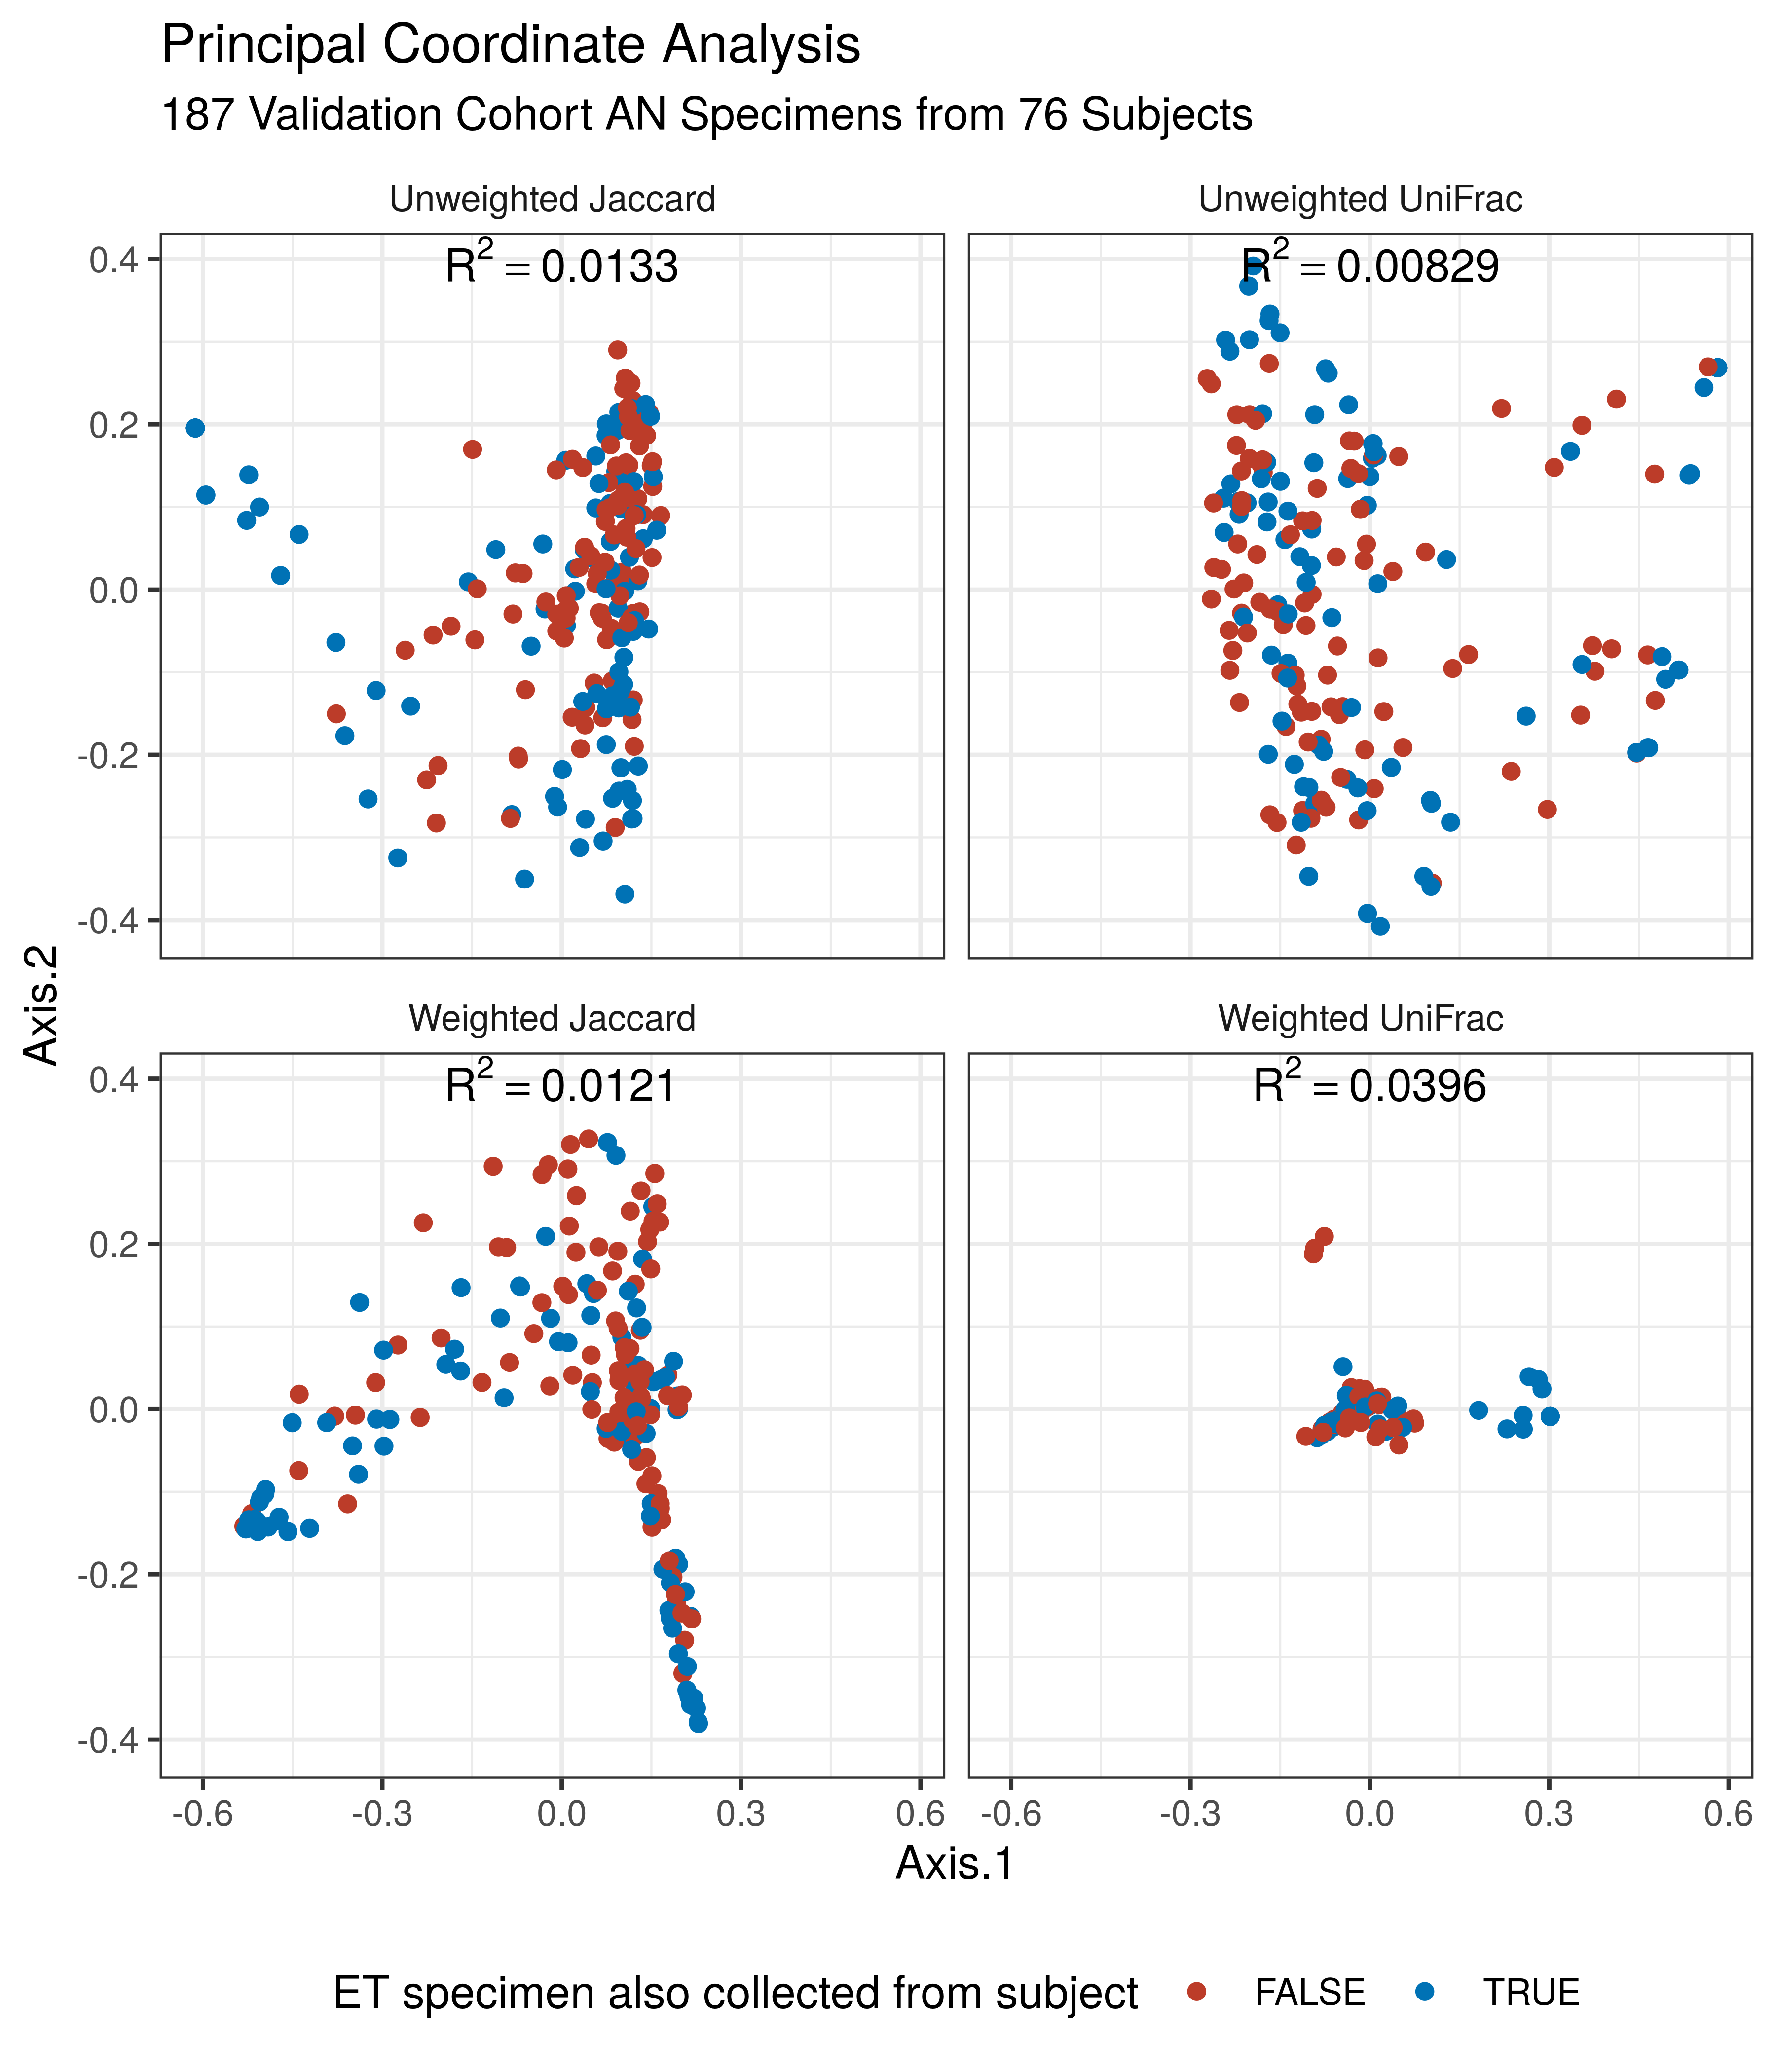 Principal Coordinate Analysis
187 Validation Cohort AN Specimens from 76 Subjects
Unweighted Jaccard
Unweighted UniFrac
R² = 0.0133
R² = 0.00829
0.4
0.2
0.0
-0.2
-0.4
Axis.2
Weighted Jaccard
Weighted UniFrac
R² = 0.0121
R² = 0.0396
0.4
0.2
0.0
-0.2
-0.4
-0.6 -0.3 0.0 0.3 0.6
-0.6 -0.3 0.0 0.3 0.6
Axis.1
ET specimen also collected from subject FALSE TRUE